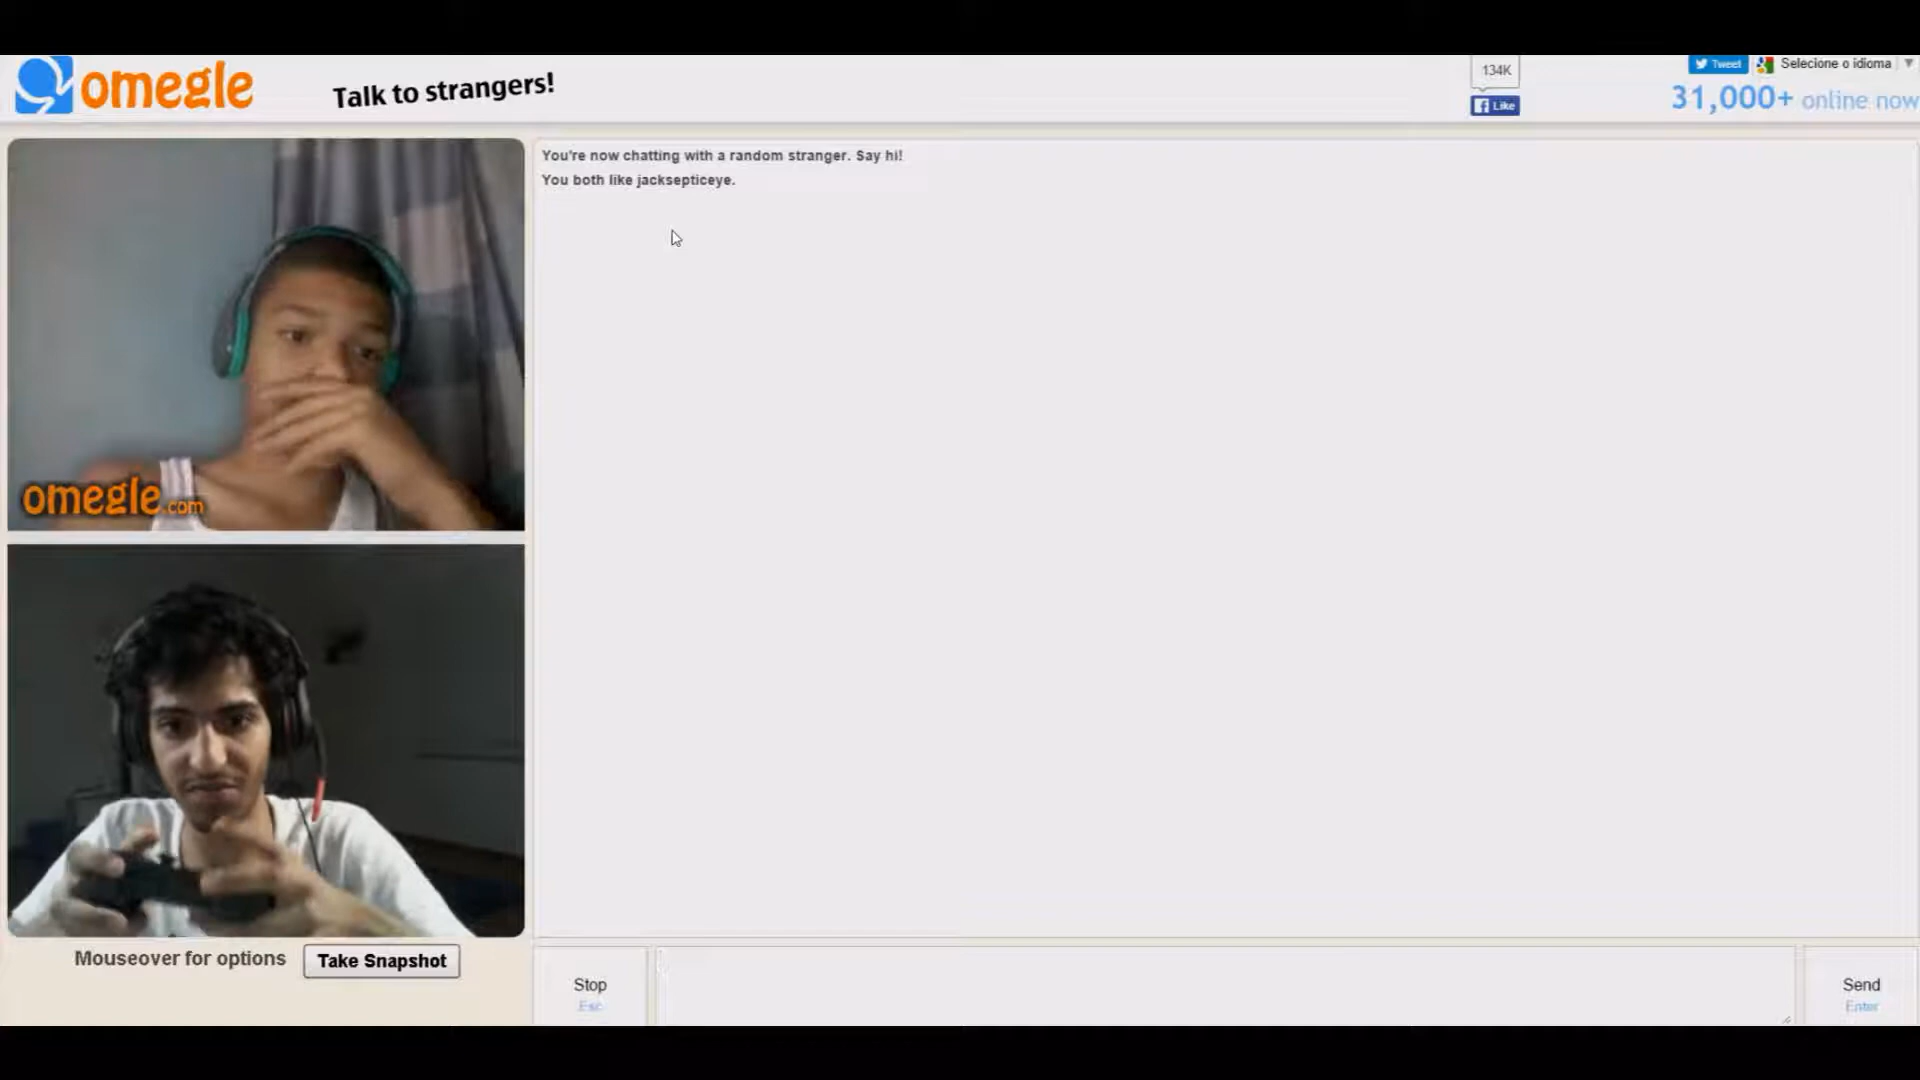 omegle
Talk to strangers!
134K
Like
Tweet
Selecione o idioma
31,000+ online now
You're now chatting with a random stranger. Say hi!
You both like jacksepticeye.
omegle.com
Mouseover for options
Take Snapshot
Stop
Esc
Send
Enter